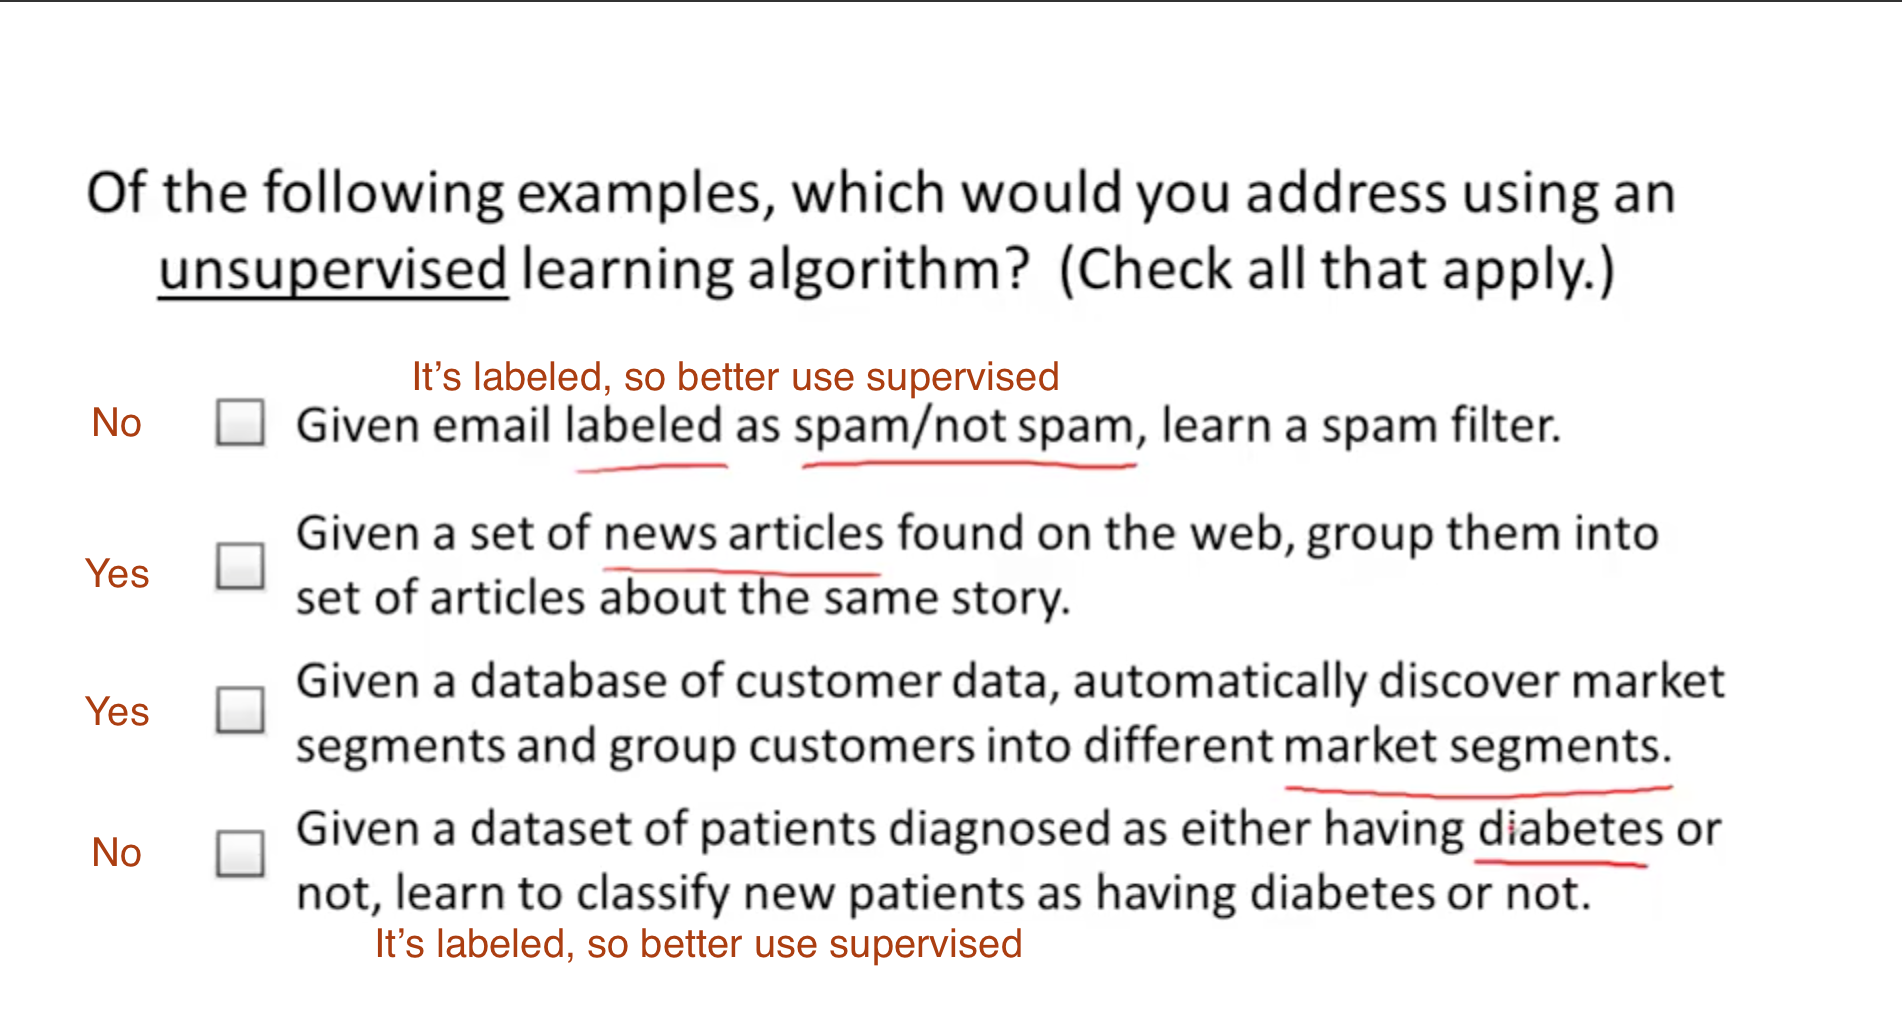 Of the following examples, which would you address using an
unsupervised learning algorithm? (Check all that apply.)
It's labeled, so better use supervised
No Given email labeled as spam/not spam, learn a spam filter.
Given a set of news articles found on the web, group them into
Yes
set of articles about the same story.
Given a database of customer data, automatically discover market
Yes
segments and group customers into different market segments.
Given a dataset of patients diagnosed as either having diabetes or
No
not, learn to classify new patients as having diabetes or not.
It's labeled, so better use supervised